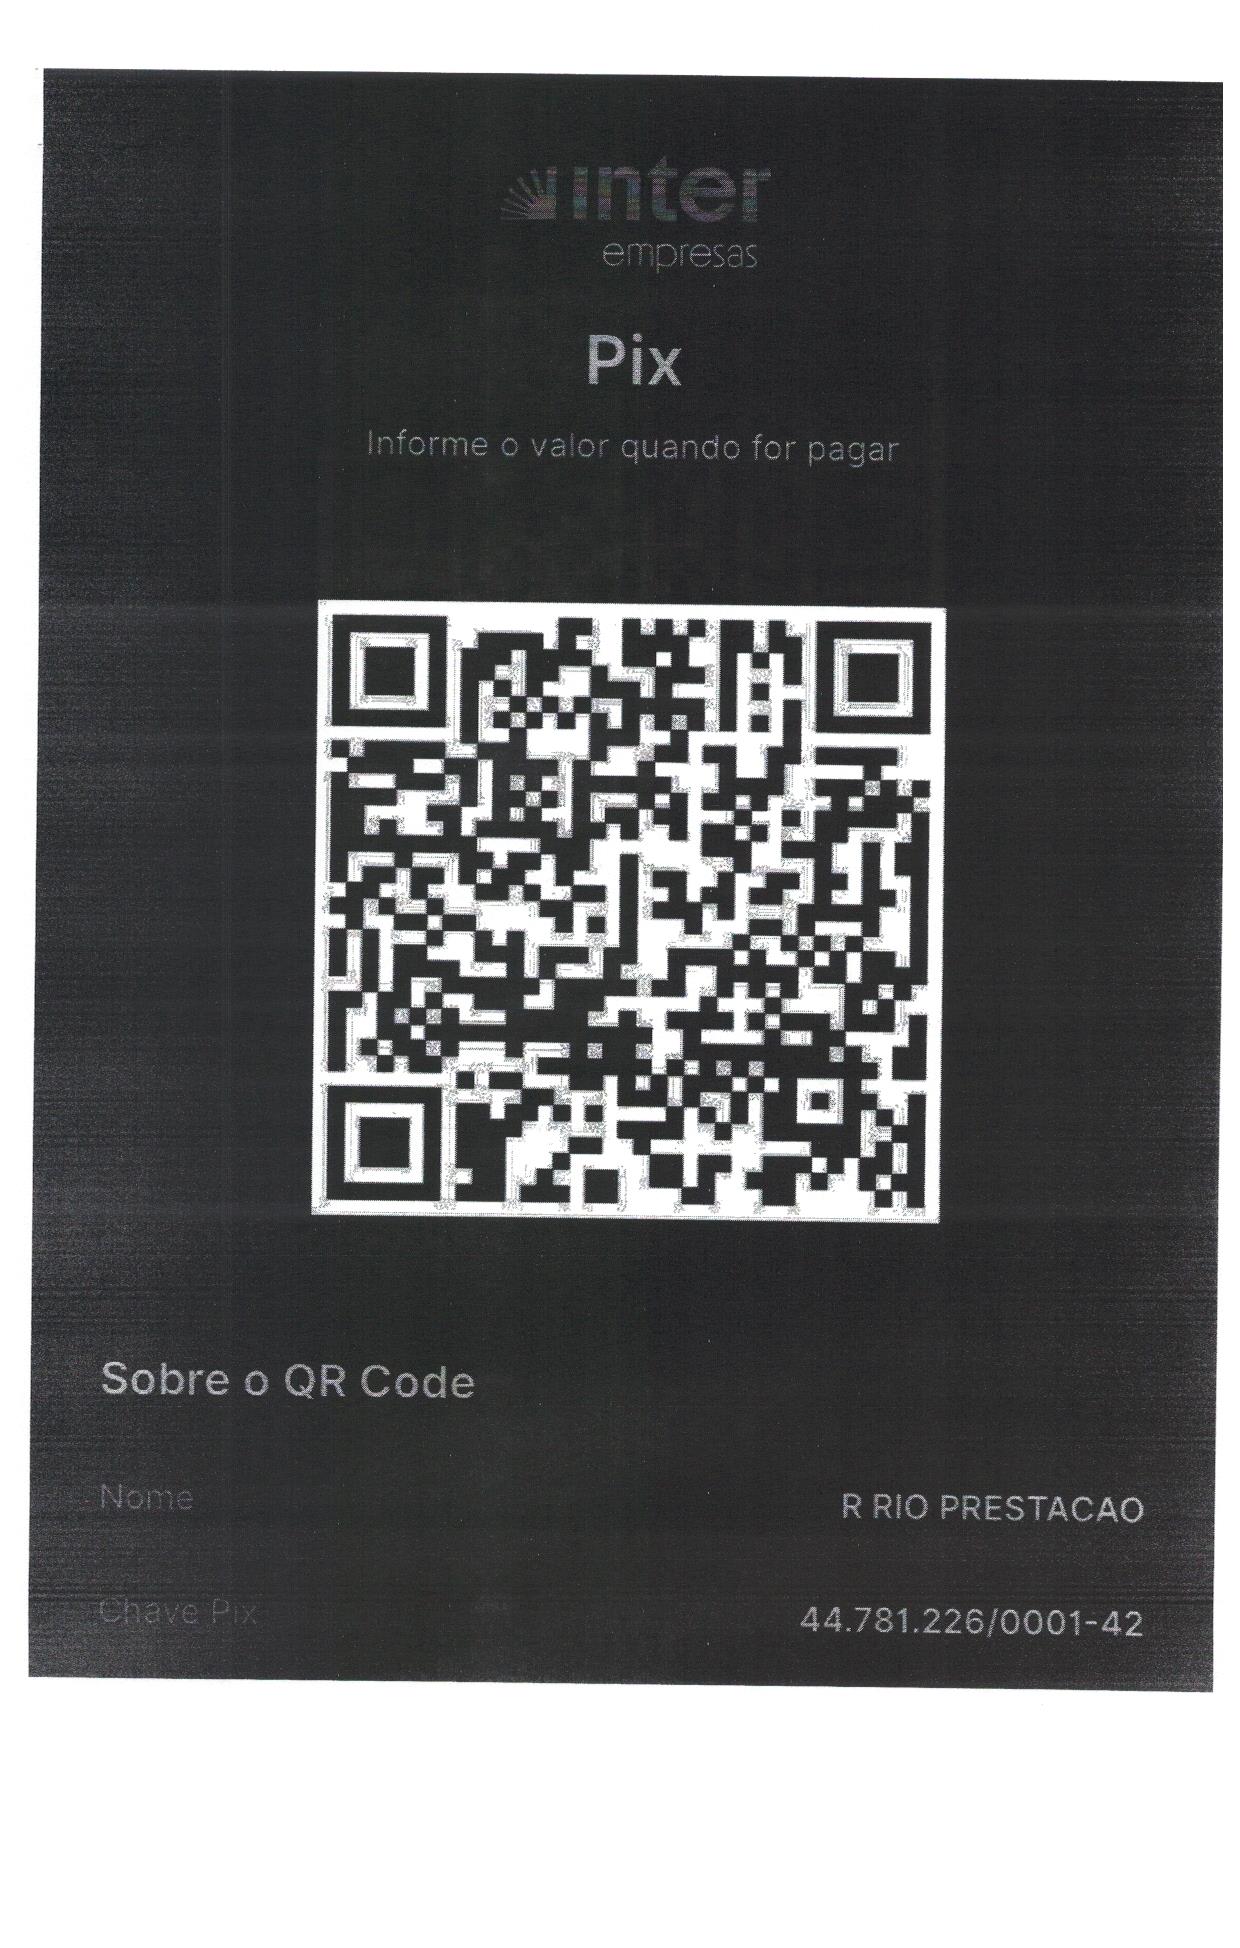 inter
empresas
Pix
Informe o valor quando for pagar
Sobre o QR Code
Nome
R RIO PRESTACAO
Chave Pix
44.781.226/0001-42